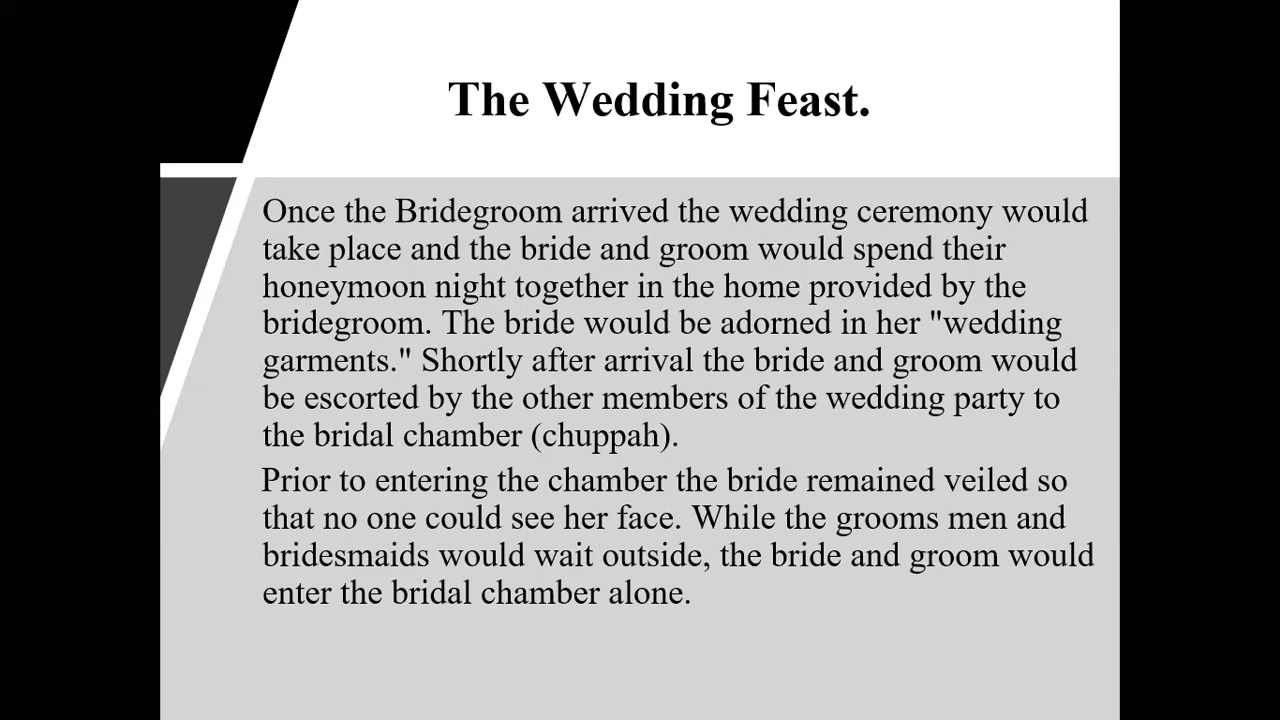 The Wedding Feast.
Once the Bridegroom arrived the wedding ceremony would
take place and the bride and groom would spend their
honeymoon night together in the home provided by the
bridegroom. The bride would be adorned in her "wedding
garments." Shortly after arrival the bride and groom would
be escorted by the other members of the wedding party to
the bridal chamber (chuppah).
Prior to entering the chamber the bride remained veiled so
that no one could see her face. While the grooms men and
bridesmaids would wait outside, the bride and groom would
enter the bridal chamber alone.